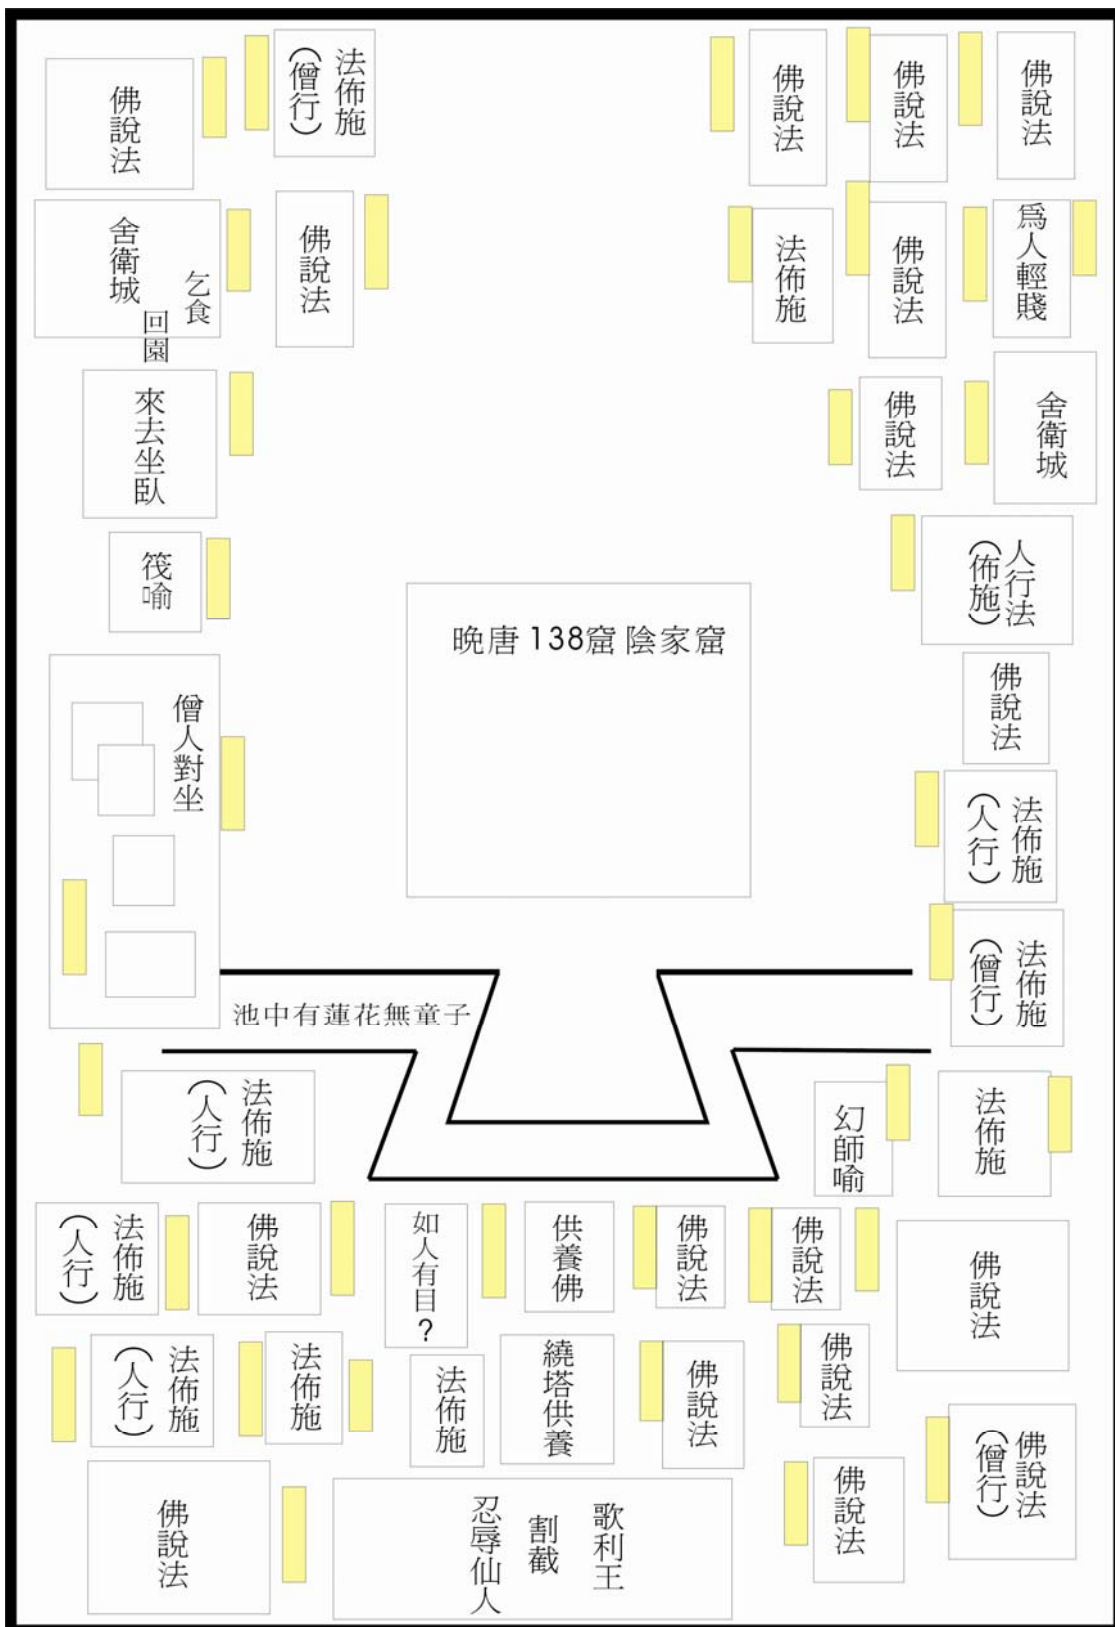 佛說法
法佈施
(僧行)
佛說法
佛說法
佛說法
舍衛城
乞食
回園
佛說法
法佈施
佛說法
為人輕賤
來去坐臥
佛說法
舍衛城
筏喻
人行法
(佈施)
晚唐 138窟 陰家窟
佛說法
僧人對坐
法佈施
(人行)
法佈施
(僧行)
池中有蓮花無童子
法佈施
(人行)
幻師喻
法佈施
法佈施
(人行)
佛說法
如人有目?
供養佛
佛說法
佛說法
佛說法
法佈施
(人行)
法佈施
法佈施
繞塔供養
佛說法
佛說法
佛說法
(僧行)
佛說法
歌利王
割截
忍辱仙人
佛說法